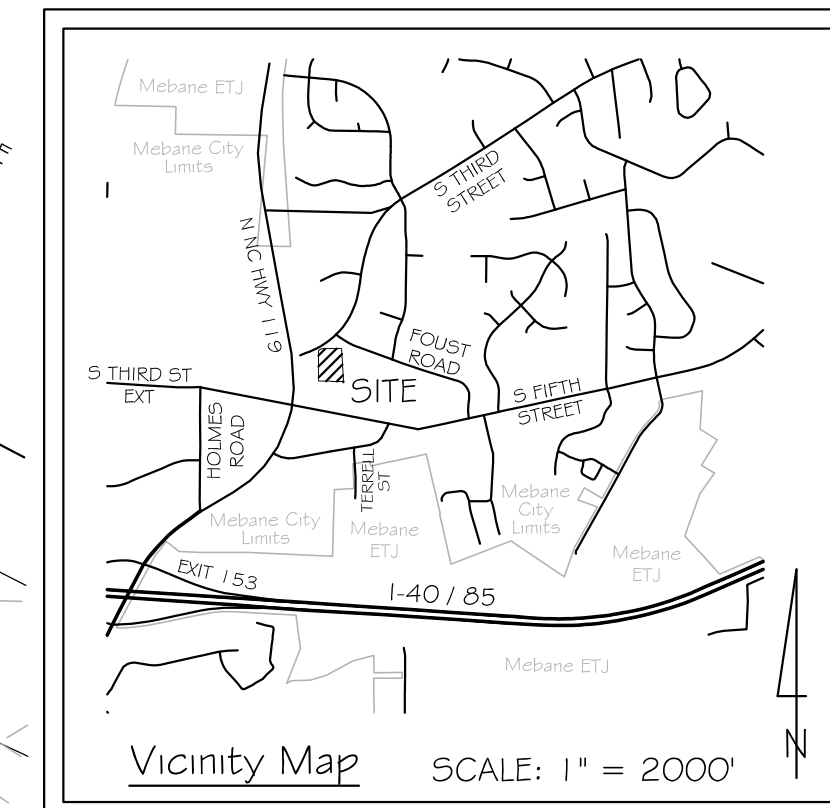 Mebane ETJ
Mebane City
Limits
S THIRD
STREET
N NC HWY 119
FOUST
ROAD
S THIRD ST
EXT
SITE
S FIFTH
STREET
HOLMES
ROAD
TERRELL
ST
Mebane City
Limits
Mebane
ETJ
Mebane
City
Limits
Mebane
ETJ
EXIT 153
I-40 / 85
Mebane ETJ
N
Vicinity Map
SCALE: 1" = 2000'